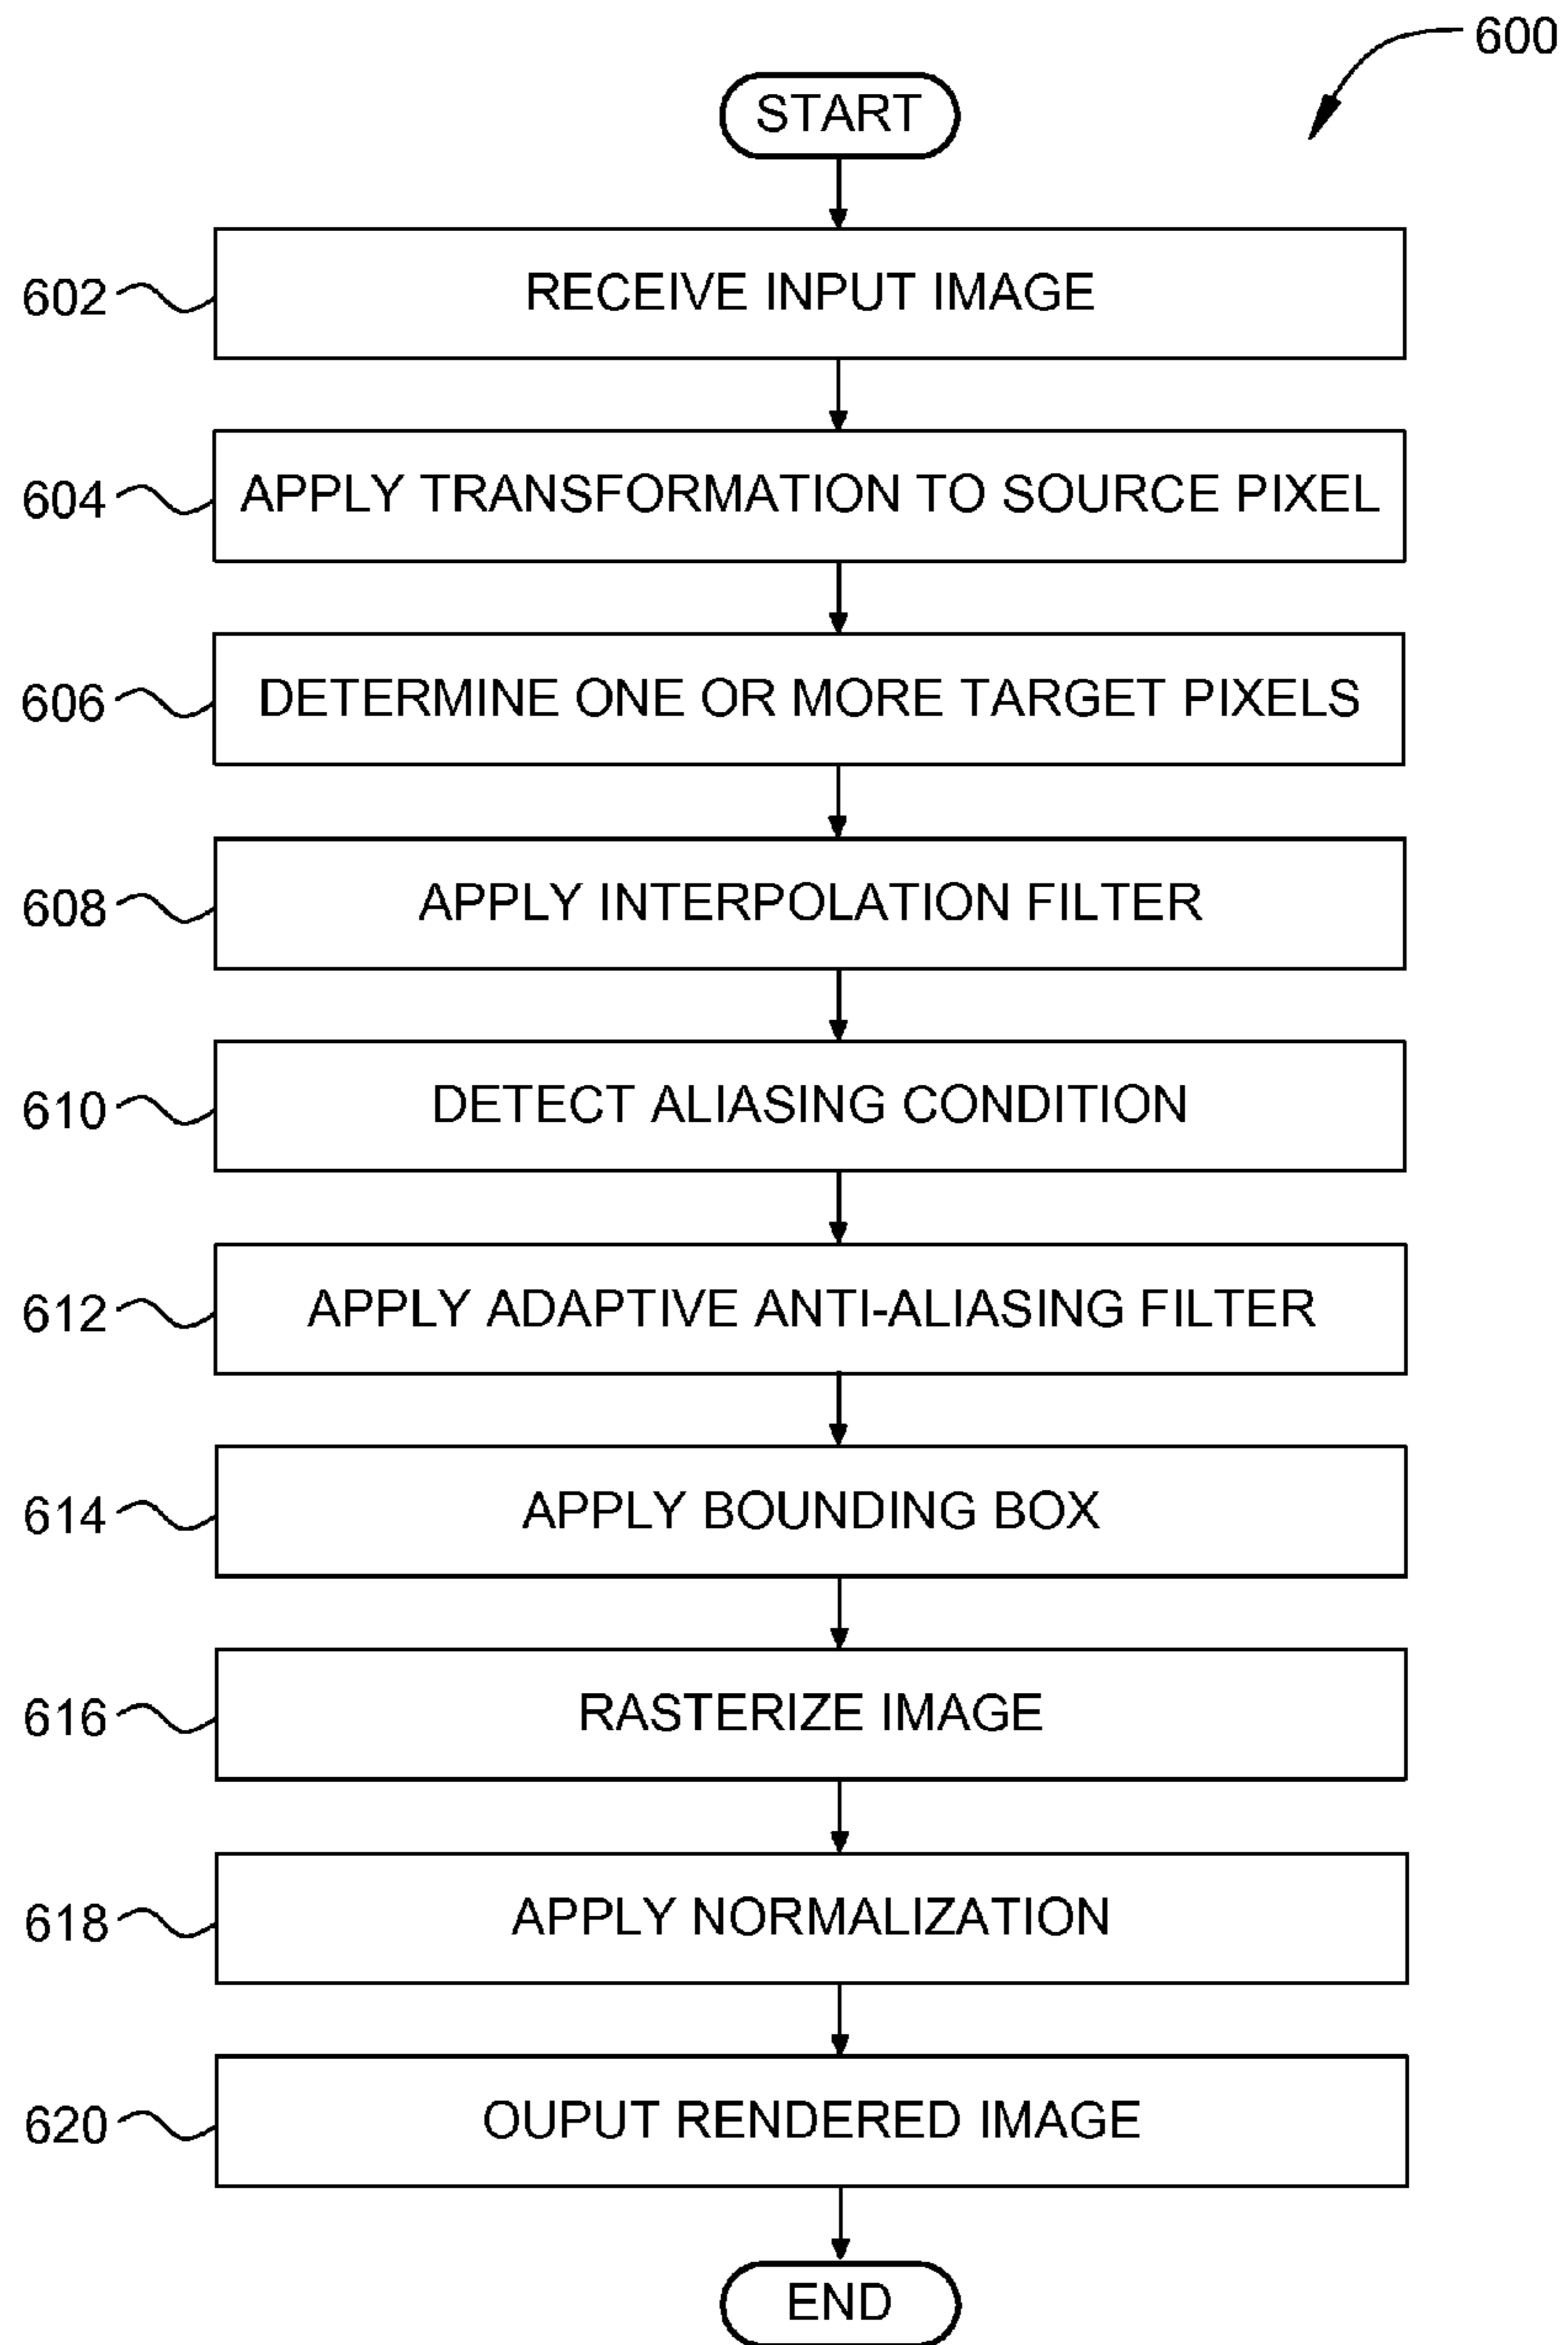 600
START
602 RECEIVE INPUT IMAGE
604 APPLY TRANSFORMATION TO SOURCE PIXEL
606 DETERMINE ONE OR MORE TARGET PIXELS
608 APPLY INTERPOLATION FILTER
610 DETECT ALIASING CONDITION
612 APPLY ADAPTIVE ANTI-ALIASING FILTER
614 APPLY BOUNDING BOX
616 RASTERIZE IMAGE
618 APPLY NORMALIZATION
620 OUPUT RENDERED IMAGE
END